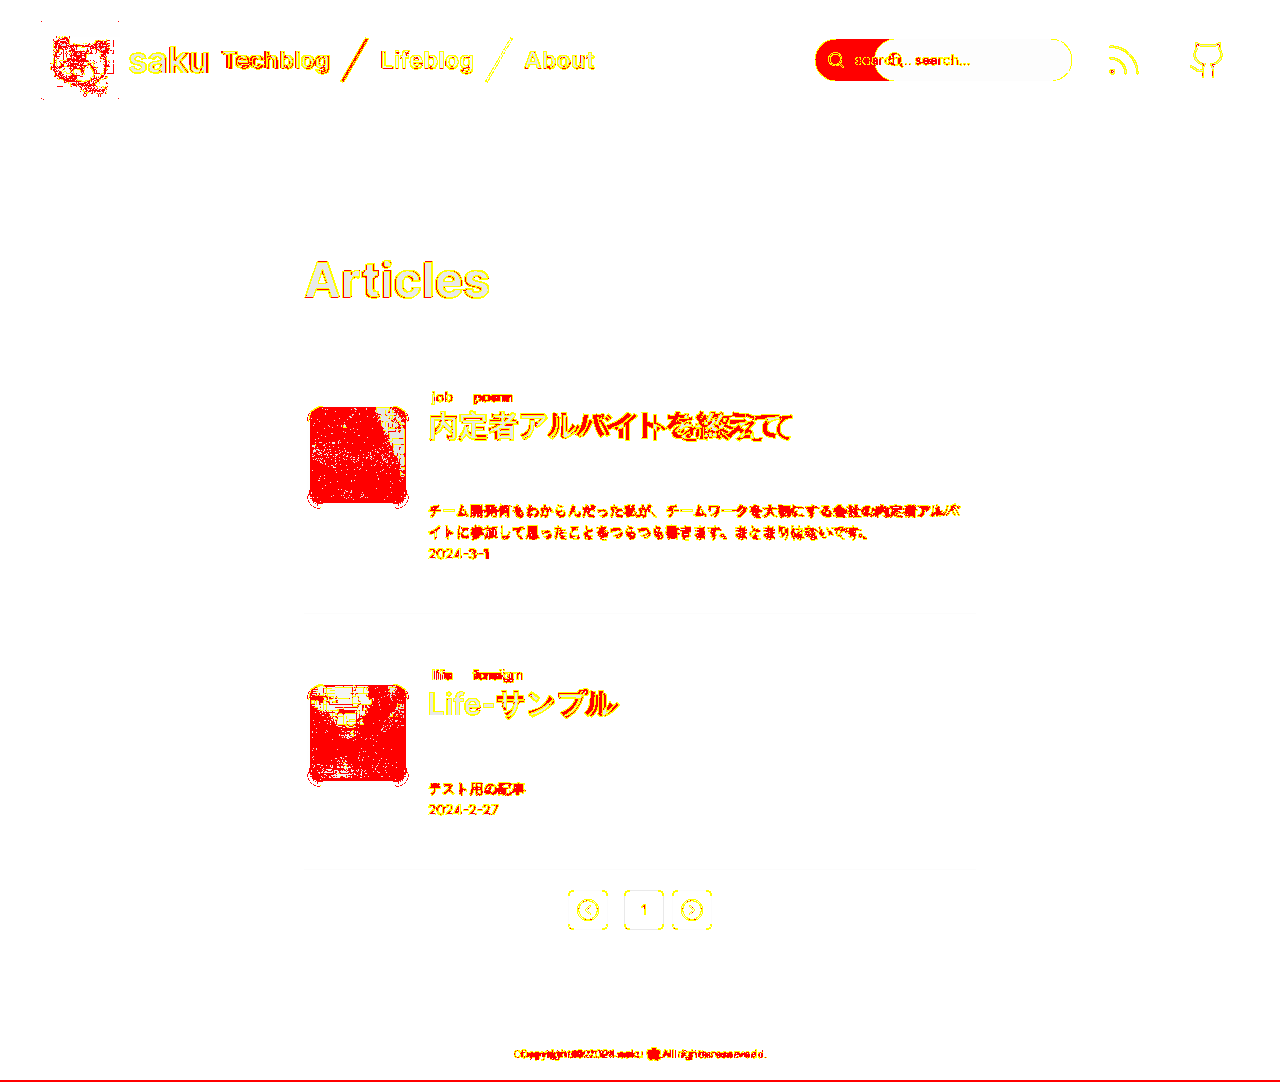 saku Techblog / Lifeblog / About
search... search...
Articles
job poem
内定者アルバイトを終えて
チーム開発何もわからんだった私が、チームワークを大切にする会社の内定者アルバ
イトに参加して思ったことをつらつら書きます。まとまりはないです。
2024-3-1
life foreign
Life-サンプル
テスト用の記事
2024-2-27
1
All rights reserved.